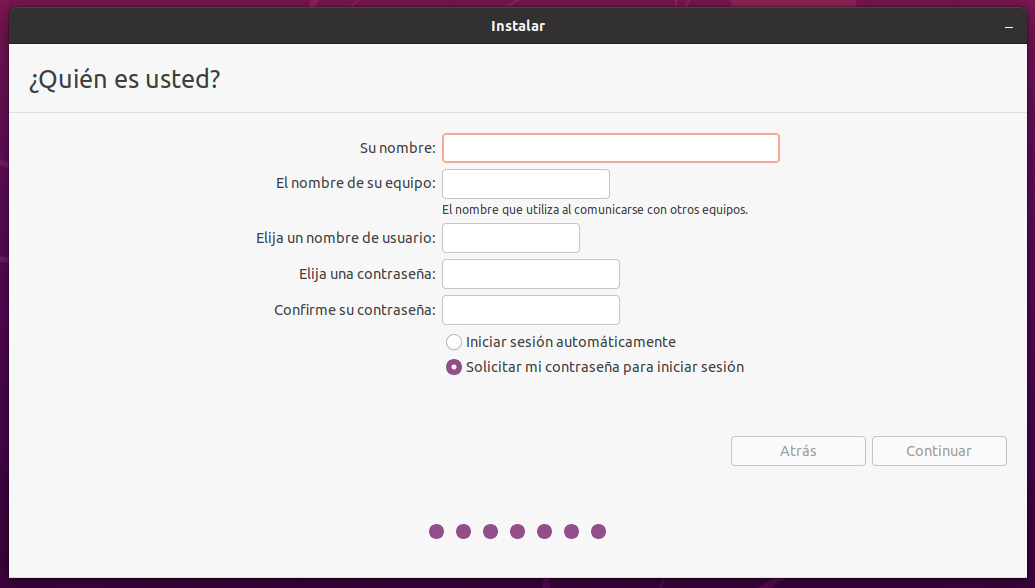 Instalar
¿Quién es usted?
Su nombre:
El nombre de su equipo:
El nombre que utiliza al comunicarse con otros equipos.
Elija un nombre de usuario:
Elija una contraseña:
Confirme su contraseña:
Iniciar sesión automáticamente
Solicitar mi contraseña para iniciar sesión
Atrás Continuar